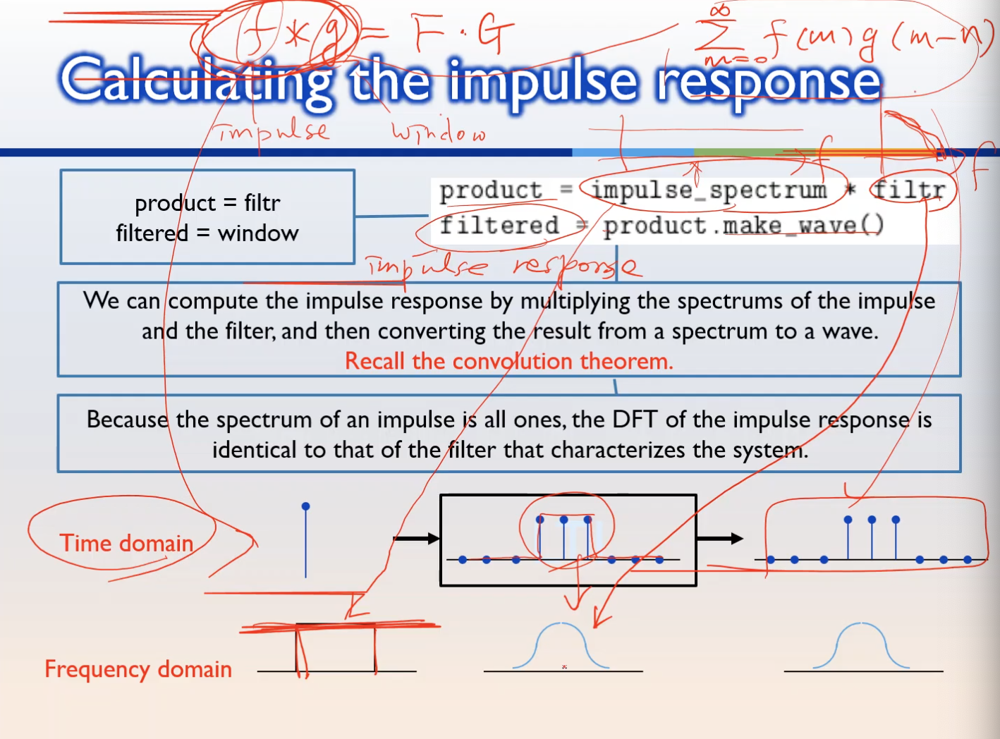 f * g = F · G
∞
∑ f(m) g(m-n)
m=0
Calculating the impulse response
impulse
window
f
f
product = filtr
filtered = window
product = impulse_spectrum * filtr
filtered = product.make_wave()
impulse response
We can compute the impulse response by multiplying the spectrums of the impulse
and the filter, and then converting the result from a spectrum to a wave.
Recall the convolution theorem.
Because the spectrum of an impulse is all ones, the DFT of the impulse response is
identical to that of the filter that characterizes the system.
Time domain
Frequency domain